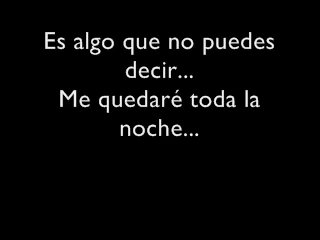 Es algo que no puedes
decir...
Me quedaré toda la
noche...